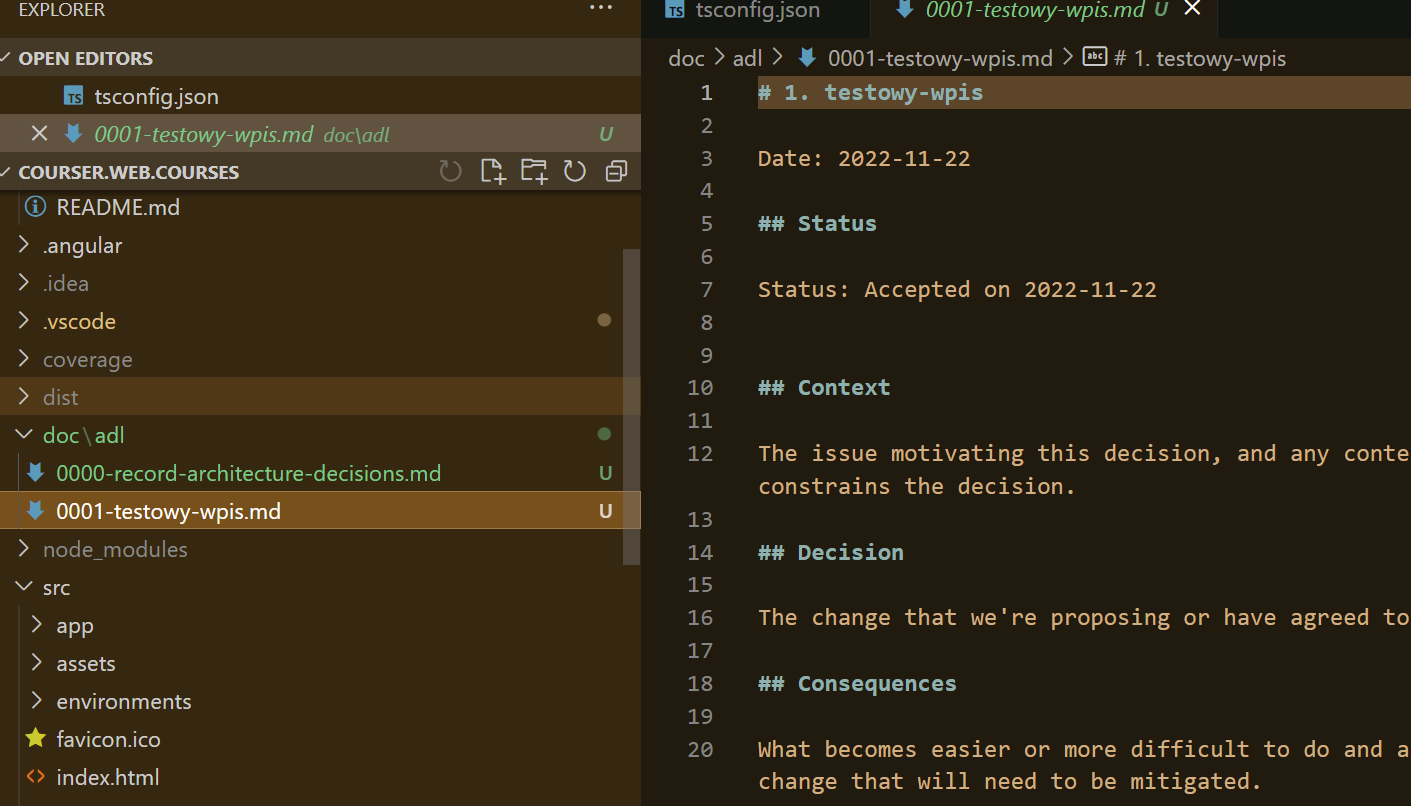 EXPLORER
OPEN EDITORS
TS tsconfig.json
0001-testowy-wpis.md doc\adl U
COURSER.WEB.COURSES
README.md
.angular
.idea
.vscode
coverage
dist
doc\adl
0000-record-architecture-decisions.md U
0001-testowy-wpis.md U
node_modules
src
app
assets
environments
favicon.ico
index.html
TS tsconfig.json
0001-testowy-wpis.md U
doc > adl > 0001-testowy-wpis.md > abc # 1. testowy-wpis
1 # 1. testowy-wpis
2
3 Date: 2022-11-22
4
5 ## Status
6
7 Status: Accepted on 2022-11-22
8
9
10 ## Context
11
12 The issue motivating this decision, and any conte
constrains the decision.
13
14 ## Decision
15
16 The change that we're proposing or have agreed to
17
18 ## Consequences
19
20 What becomes easier or more difficult to do and a
change that will need to be mitigated.